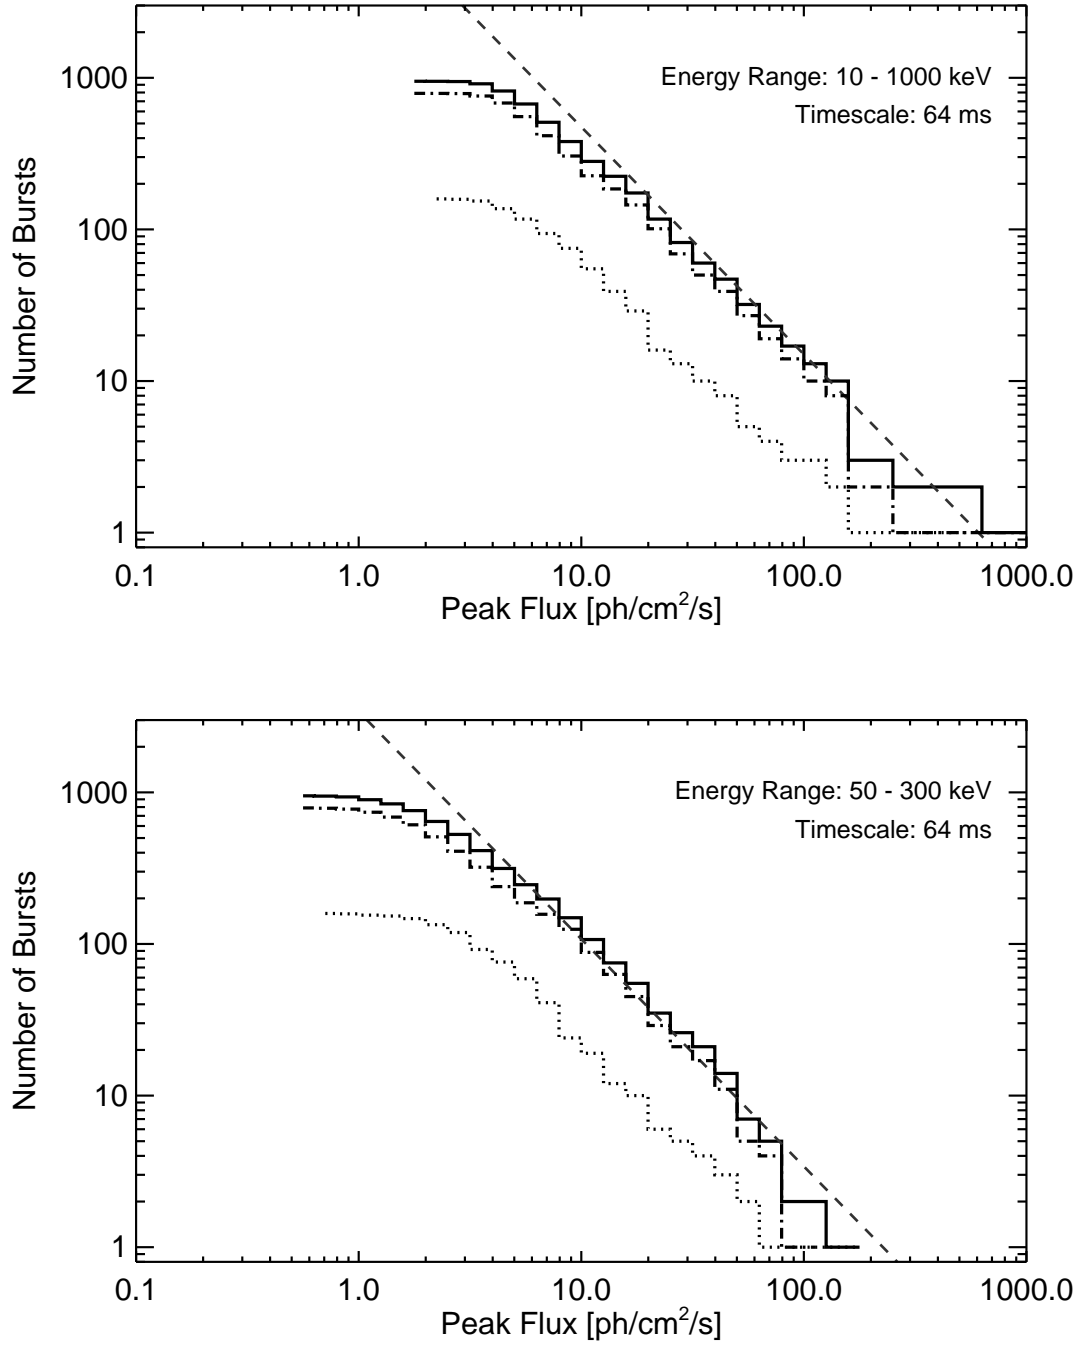 Energy Range: 10 - 1000 keV
Timescale: 64 ms
Number of Bursts
1000
100
10
1
0.1 1.0 10.0 100.0 1000.0
Peak Flux [ph/cm²/s]
Energy Range: 50 - 300 keV
Timescale: 64 ms
Number of Bursts
1000
100
10
1
0.1 1.0 10.0 100.0 1000.0
Peak Flux [ph/cm²/s]